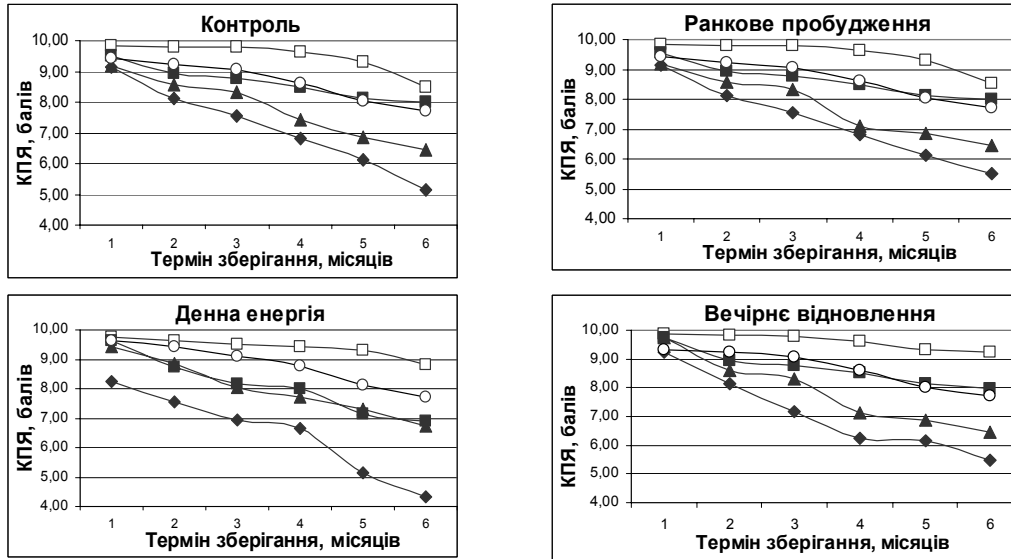 Контроль
10,00
9,00
8,00
7,00
6,00
5,00
4,00
КПЯ, балів
1 2 3 4 5 6
Термін зберігання, місяців
Ранкове пробудження
10,00
9,00
8,00
7,00
6,00
5,00
4,00
КПЯ, балів
1 2 3 4 5 6
Термін зберігання, місяців
Денна енергія
10,00
9,00
8,00
7,00
6,00
5,00
4,00
КПЯ, балів
1 2 3 4 5 6
Термін зберігання, місяців
Вечірнє відновлення
10,00
9,00
8,00
7,00
6,00
5,00
4,00
КПЯ, балів
1 2 3 4 5 6
Термін зберігання, місяців